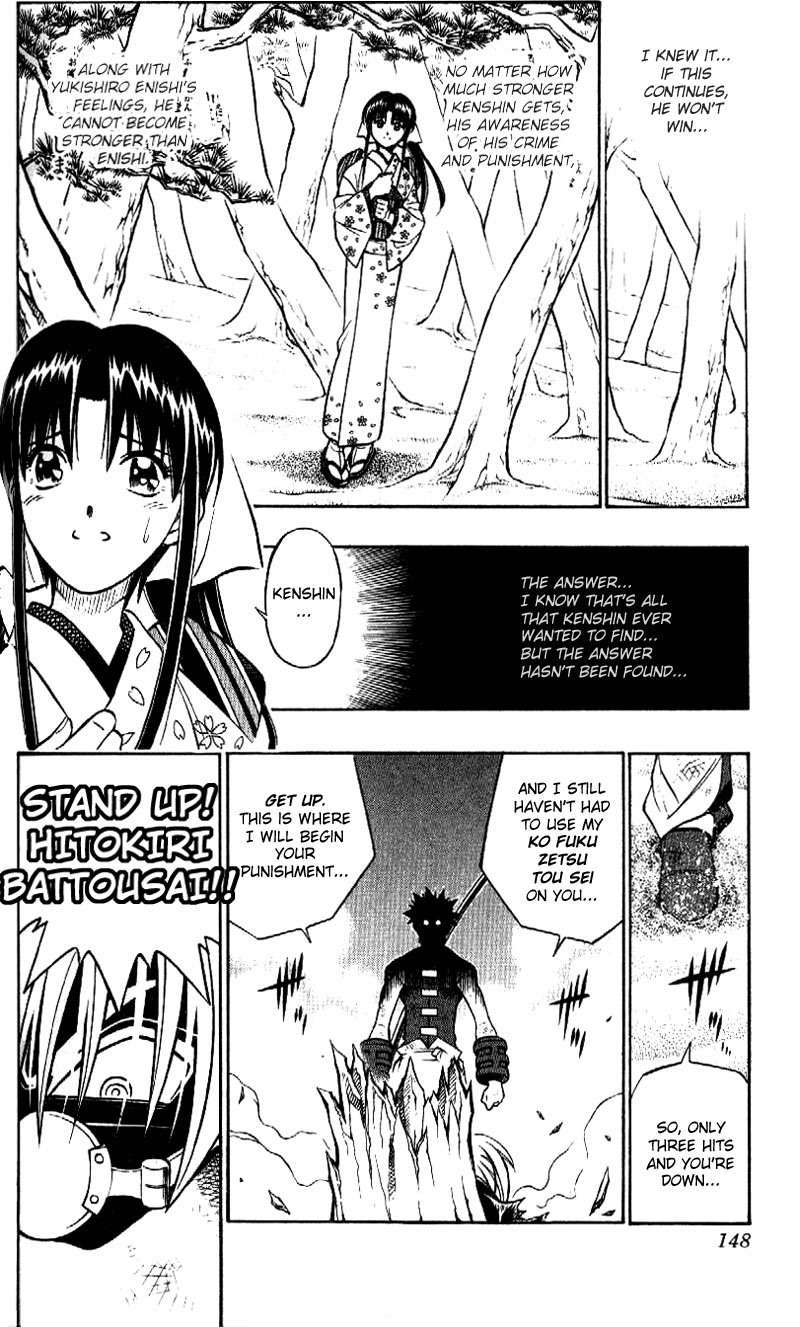 I KNEW IT...
IF THIS
CONTINUES,
HE WON'T
WIN...
NO MATTER HOW
MUCH STRONGER
KENSHIN GETS,
HIS AWARENESS
OF HIS CRIME
AND PUNISHMENT,
ALONG WITH
YUKISHIRO ENISHI'S
FEELINGS, HE
CANNOT BECOME
STRONGER THAN
ENISHI.
THE ANSWER...
I KNOW THAT'S ALL
THAT KENSHIN EVER
WANTED TO FIND...
BUT THE ANSWER
HASN'T BEEN FOUND...
KENSHIN
...
SO, ONLY
THREE HITS
AND YOU'RE
DOWN...
AND I STILL
HAVEN'T HAD
TO USE MY
KO FUKU
ZETSU
TOU SEI
ON YOU...
GET UP.
THIS IS WHERE
I WILL BEGIN
YOUR
PUNISHMENT...
STAND UP!
HITOKIRI
BATTOUSAI!!!
148